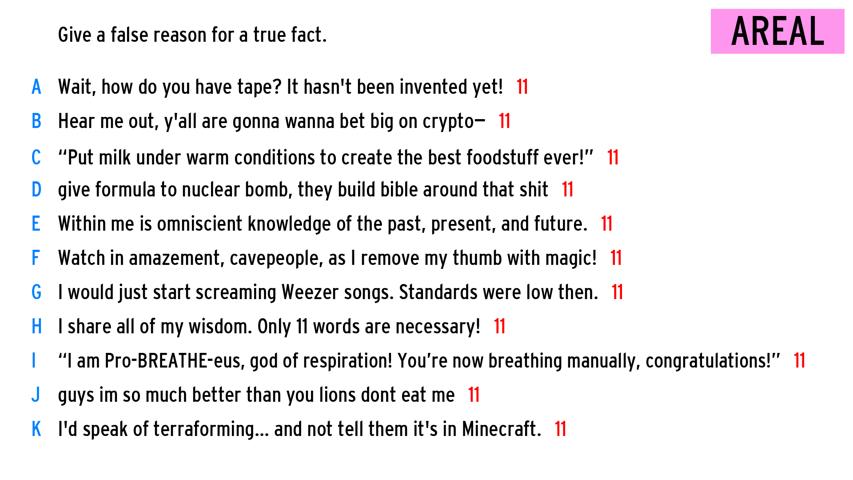 Give a false reason for a true fact.
AREAL
A Wait, how do you have tape? It hasn't been invented yet! 11
B Hear me out, y'all are gonna wanna bet big on crypto– 11
C “Put milk under warm conditions to create the best foodstuff ever!” 11
D give formula to nuclear bomb, they build bible around that shit 11
E Within me is omniscient knowledge of the past, present, and future. 11
F Watch in amazement, cavepeople, as I remove my thumb with magic! 11
G I would just start screaming Weezer songs. Standards were low then. 11
H I share all of my wisdom. Only 11 words are necessary! 11
I “I am Pro-BREATHE-eus, god of respiration! You’re now breathing manually, congratulations!” 11
J guys im so much better than you lions dont eat me 11
K I'd speak of terraforming... and not tell them it's in Minecraft. 11